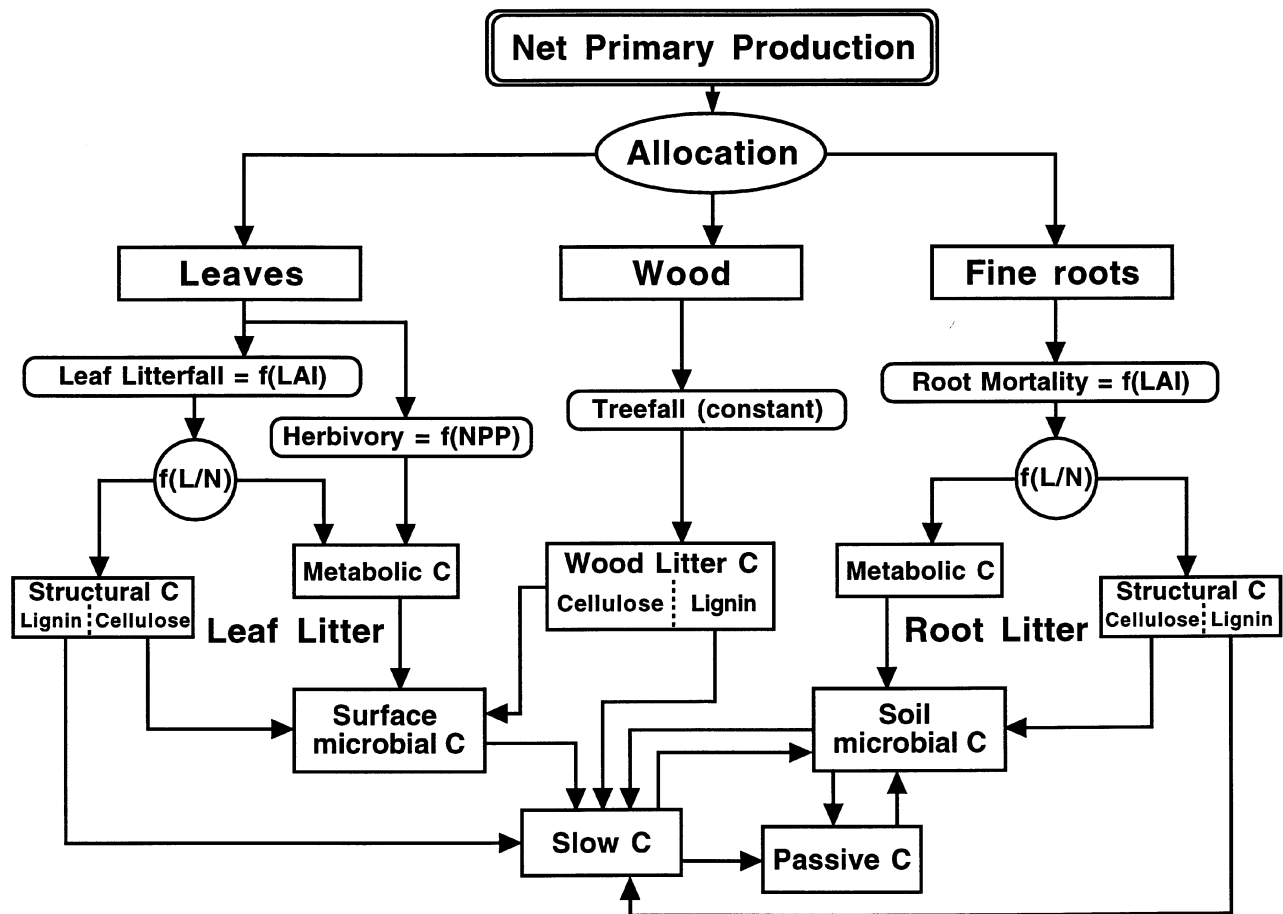 Net Primary Production
Allocation
Leaves
Wood
Fine roots
Leaf Litterfall = f(LAI)
Root Mortality = f(LAI)
Treefall (constant)
Herbivory = f(NPP)
f(L/N)
f(L/N)
Metabolic C
Wood Litter C
Cellulose
Lignin
Metabolic C
Structural C
Lignin
Cellulose
Structural C
Cellulose
Lignin
Leaf Litter
Root Litter
Surface
microbial C
Soil
microbial C
Slow C
Passive C